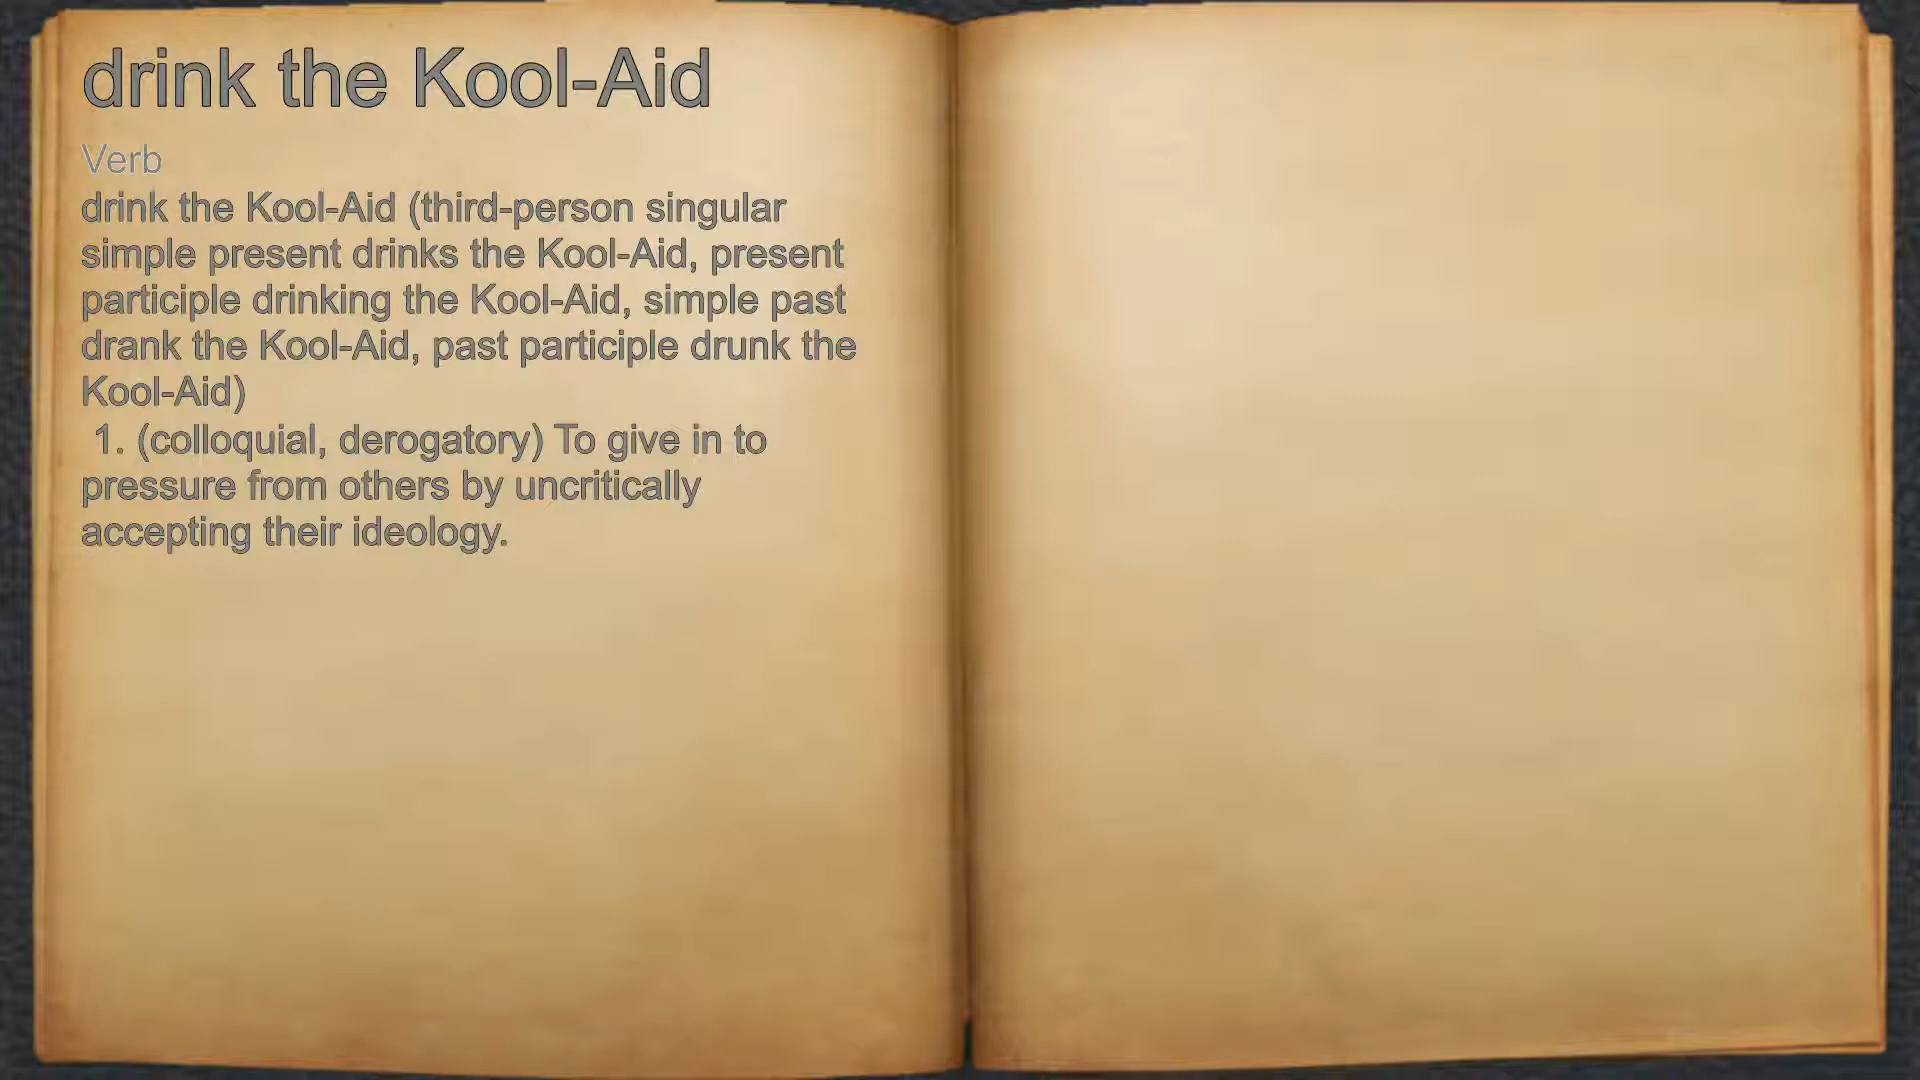 drink the Kool-Aid
Verb
drink the Kool-Aid (third-person singular
simple present drinks the Kool-Aid, present
participle drinking the Kool-Aid, simple past
drank the Kool-Aid, past participle drunk the
Kool-Aid)
1. (colloquial, derogatory) To give in to
pressure from others by uncritically
accepting their ideology.